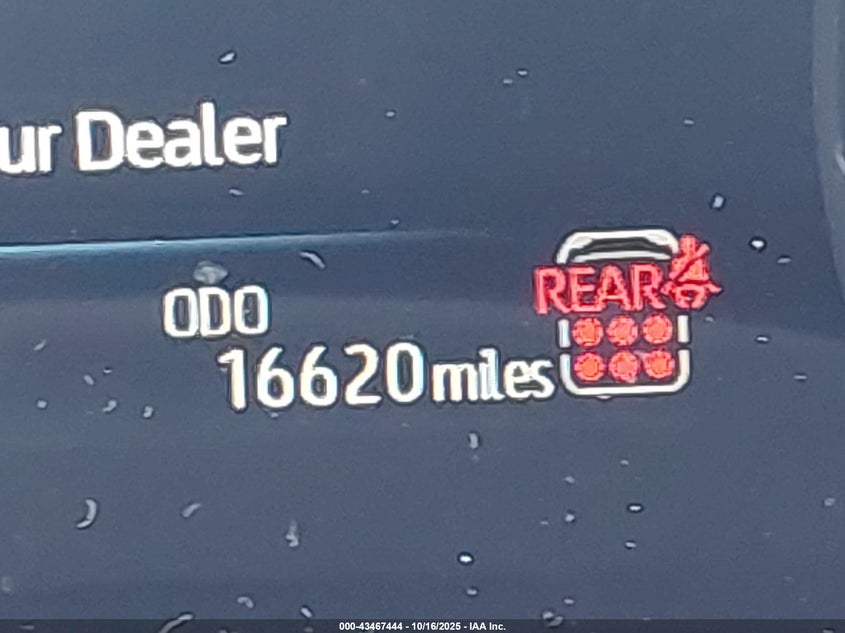 ur Dealer
ODO
16620 miles
REAR
000-43467444 - 10/16/2025 - IAA Inc.